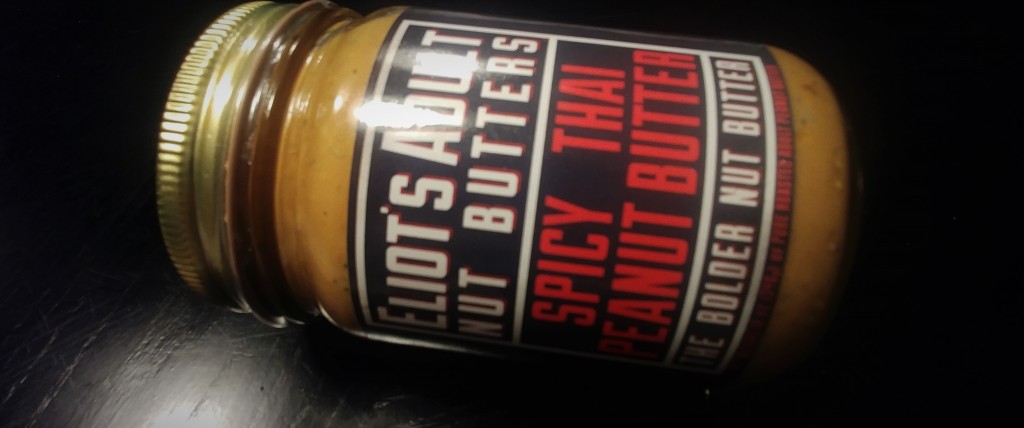 ELIOT'S ADULT
NUT BUTTERS
SPICY THAI
PEANUT BUTTER
THE BOLDER NUT BUTTER